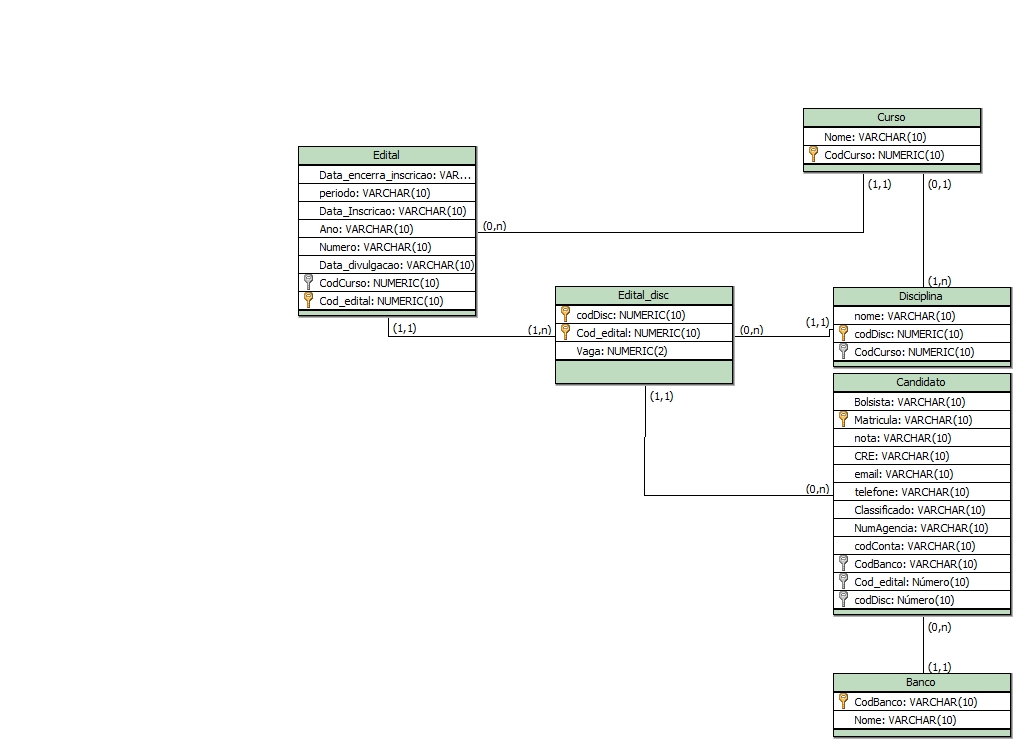 Curso
Nome: VARCHAR(10)
CodCurso: NUMERIC(10)
(1,1)
(0,1)
Edital
Data_encerra_inscricao: VAR...
periodo: VARCHAR(10)
Data_Inscricao: VARCHAR(10)
Ano: VARCHAR(10)
Numero: VARCHAR(10)
Data_divulgacao: VARCHAR(10)
CodCurso: NUMERIC(10)
Cod_edital: NUMERIC(10)
(0,n)
(1,1)
(1,n)
Edital_disc
codDisc: NUMERIC(10)
Cod_edital: NUMERIC(10)
Vaga: NUMERIC(2)
(0,n)
(1,1)
(1,1)
(1,n)
Disciplina
nome: VARCHAR(10)
codDisc: NUMERIC(10)
CodCurso: NUMERIC(10)
Candidato
Bolsista: VARCHAR(10)
Matricula: VARCHAR(10)
nota: VARCHAR(10)
CRE: VARCHAR(10)
email: VARCHAR(10)
telefone: VARCHAR(10)
Classificado: VARCHAR(10)
NumAgencia: VARCHAR(10)
codConta: VARCHAR(10)
CodBanco: VARCHAR(10)
Cod_edital: Número(10)
codDisc: Número(10)
(0,n)
(0,n)
(1,1)
Banco
CodBanco: VARCHAR(10)
Nome: VARCHAR(10)